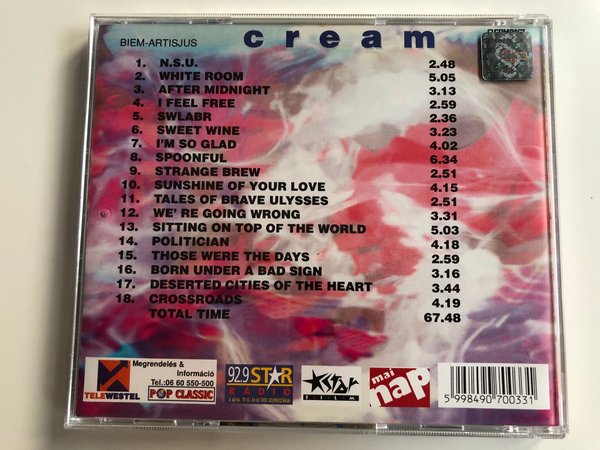 BIEM-ARTISJUS
cream
COMPACT
1. N.S.U. 2.48
2. WHITE ROOM 5.05
3. AFTER MIDNIGHT 3.13
4. I FEEL FREE 2.59
5. SWLABR 2.36
6. SWEET WINE 3.23
7. I'M SO GLAD 4.02
8. SPOONFUL 6.34
9. STRANGE BREW 2.51
10. SUNSHINE OF YOUR LOVE 4.15
11. TALES OF BRAVE ULYSSES 2.51
12. WE' RE GOING WRONG 3.31
13. SITTING ON TOP OF THE WORLD 5.03
14. POLITICIAN 4.18
15. THOSE WERE THE DAYS 2.59
16. BORN UNDER A BAD SIGN 3.16
17. DESERTED CITIES OF THE HEART 3.44
18. CROSSROADS 4.19
TOTAL TIME 67.48
TELEWESTEL
Megrendelés &
Információ
Tel.:06 60 550-500
POP CLASSIC
92.9 STAR
RÁDIÓ
Star
FILM
mai
nap
5 998490 700331